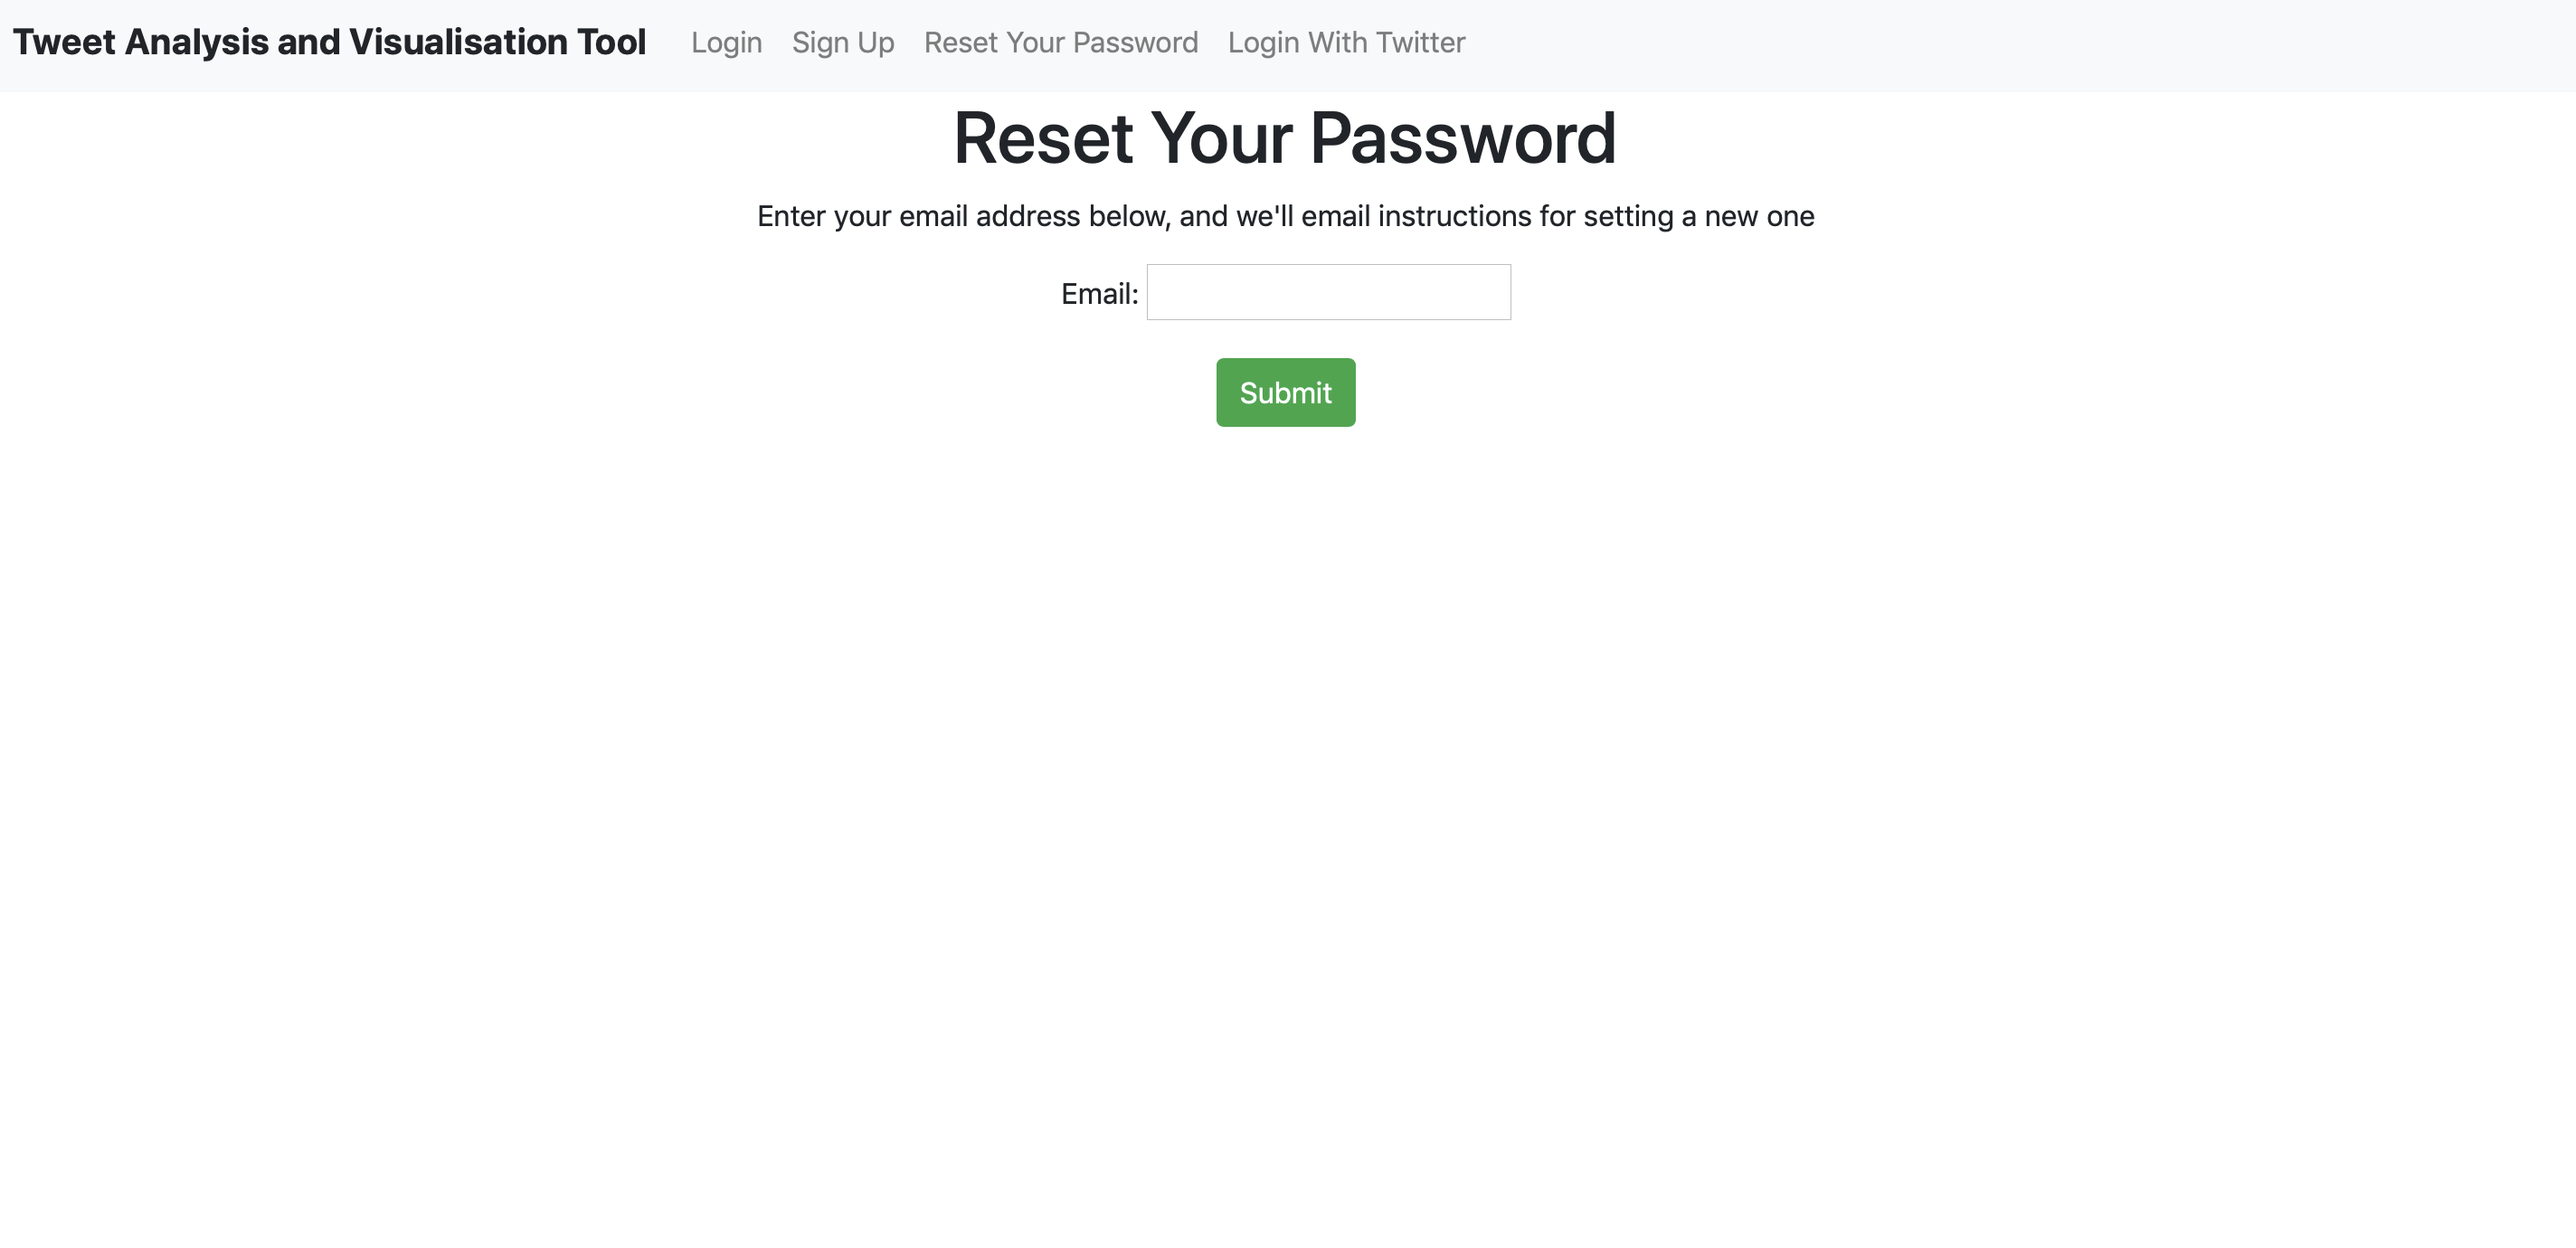 Tweet Analysis and Visualisation Tool Login Sign Up Reset Your Password Login With Twitter
Reset Your Password
Enter your email address below, and we'll email instructions for setting a new one
Email:
Submit